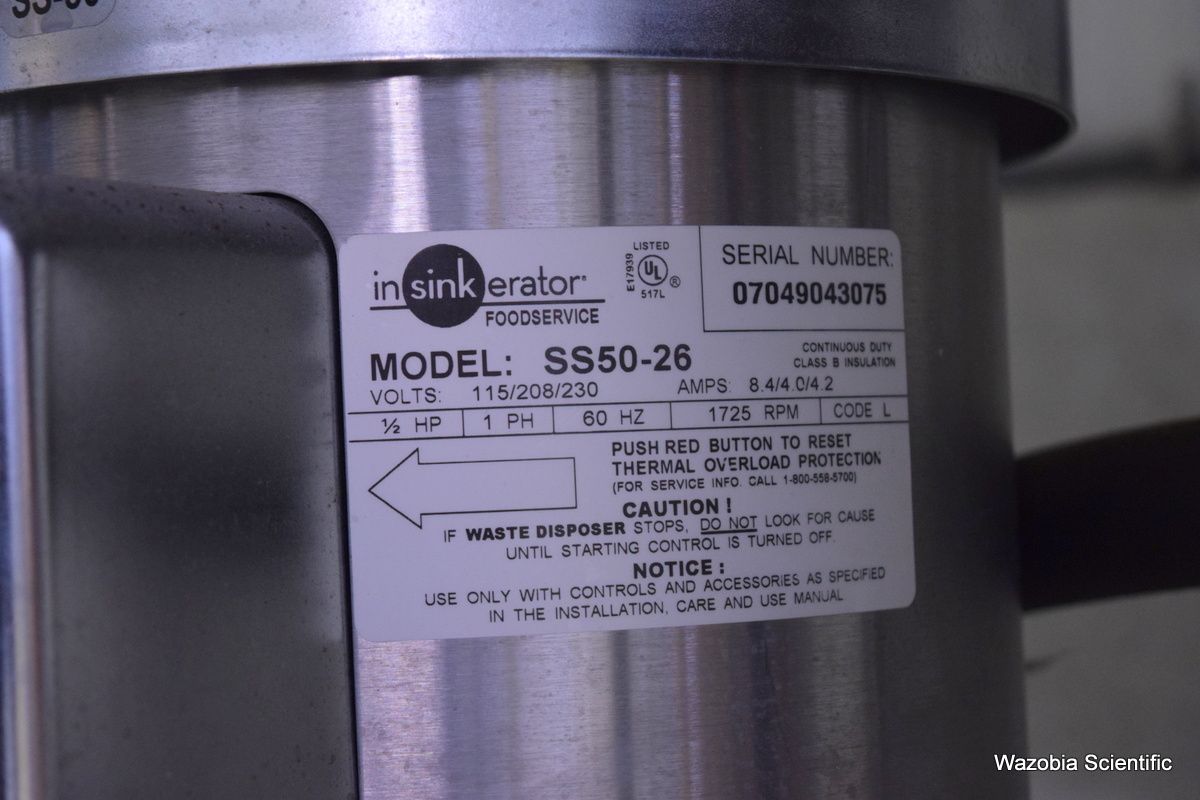 SS-50
insinkerator®
FOODSERVICE
LISTED
E17939
UL ®
517L
SERIAL NUMBER:
07049043075
MODEL: SS50-26
CONTINUOUS DUTY
CLASS B INSULATION
VOLTS: 115/208/230 AMPS: 8.4/4.0/4.2
½ HP 1 PH 60 HZ 1725 RPM CODE L
PUSH RED BUTTON TO RESET
THERMAL OVERLOAD PROTECTION
(FOR SERVICE INFO. CALL 1-800-558-5700)
CAUTION !
IF WASTE DISPOSER STOPS, DO NOT LOOK FOR CAUSE
UNTIL STARTING CONTROL IS TURNED OFF.
NOTICE :
USE ONLY WITH CONTROLS AND ACCESSORIES AS SPECIFIED
IN THE INSTALLATION, CARE AND USE MANUAL
Wazobia Scientific